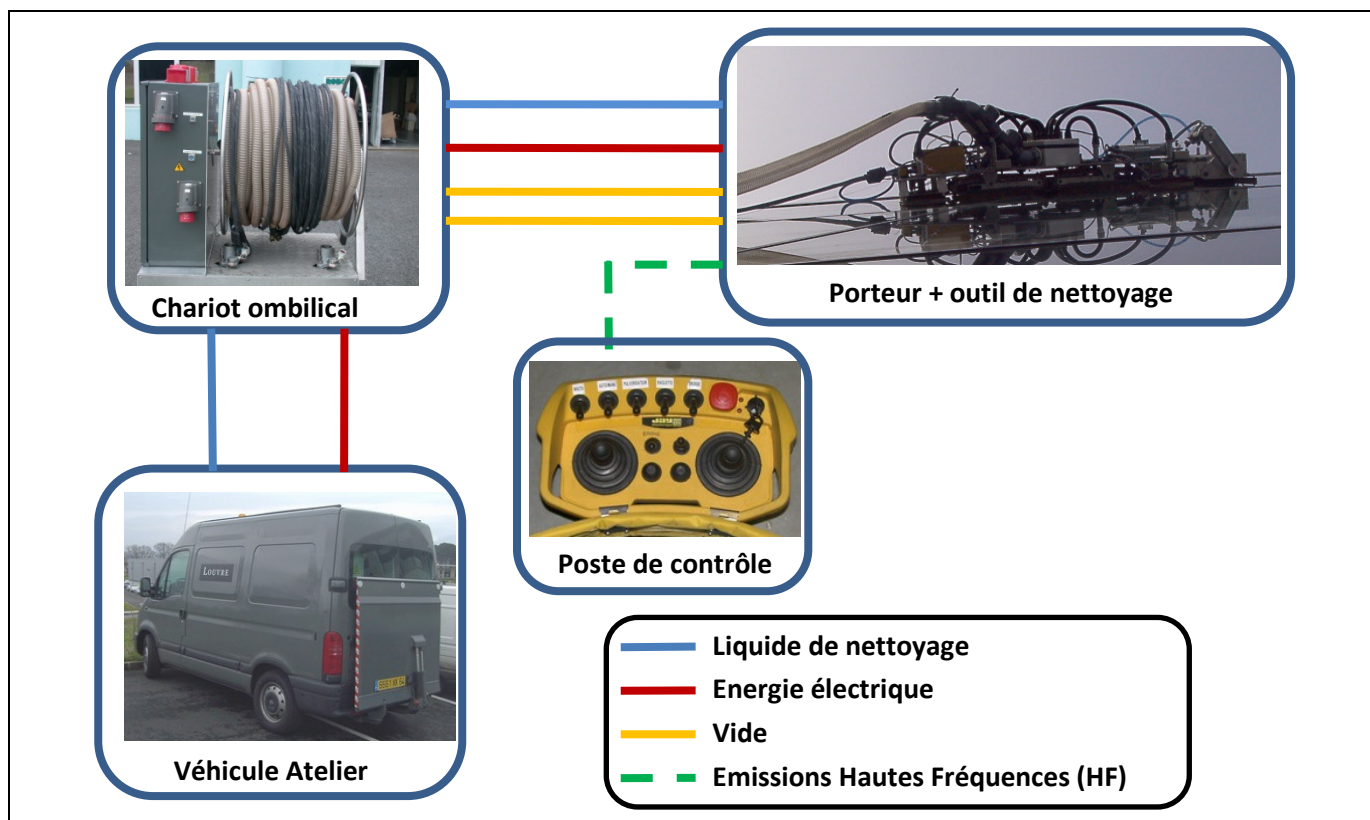 Chariot ombilical
Porteur + outil de nettoyage
Poste de contrôle
LOUVRE
Véhicule Atelier
Liquide de nettoyage
Energie électrique
Vide
Emissions Hautes Fréquences (HF)